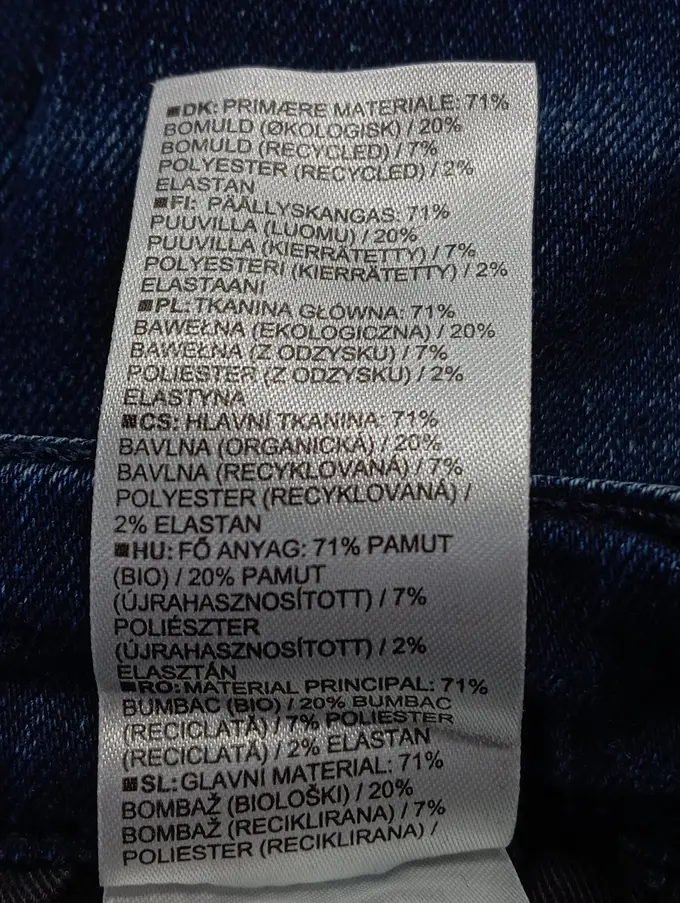 DK: PRIMÆRE MATERIALE: 71%
BOMULD (ØKOLOGISK) / 20%
BOMULD (RECYCLED) / 7%
POLYESTER (RECYCLED) / 2%
ELASTAN
FI: PÄÄLLYSKANGAS: 71%
PUUVILLA (LUOMU) / 20%
PUUVILLA (KIERRÄTETTY) / 7%
POLYESTERI (KIERRÄTETTY) / 2%
ELASTAANI
PL: TKANINA GŁÓWNA: 71%
BAWEŁNA (EKOLOGICZNA) / 20%
BAWEŁNA (Z ODZYSKU) / 7%
POLIESTER (Z ODZYSKU) / 2%
ELASTYNA
CS: HLAVNÍ TKANINA: 71%
BAVLNA (ORGANICKÁ) / 20%
BAVLNA (RECYKLOVANÁ) / 7%
POLYESTER (RECYKLOVANÁ) /
2% ELASTAN
HU: FŐ ANYAG: 71% PAMUT
(BIO) / 20% PAMUT
(ÚJRAHASZNOSÍTOTT) / 7%
POLIÉSZTER
(ÚJRAHASZNOSÍTOTT) / 2%
ELASZTÁN
RO: MATERIAL PRINCIPAL: 71%
BUMBAC (BIO) / 20% BUMBAC
(RECICLATĂ) / 7% POLIESTER
(RECICLATĂ) / 2% ELASTAN
SL: GLAVNI MATERIAL: 71%
BOMBAŽ (BIOLOŠKI) / 20%
BOMBAŽ (RECIKLIRANA) / 7%
POLIESTER (RECIKLIRANA) /